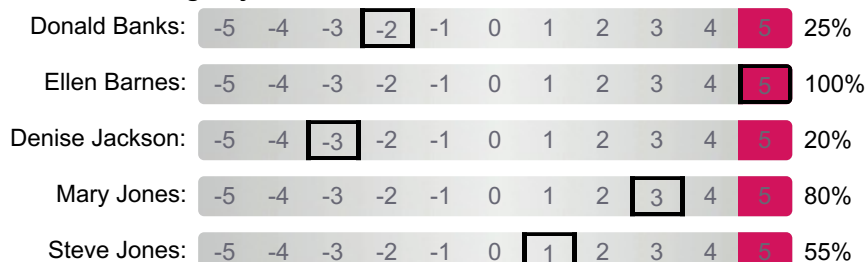 Donald Banks: -5 -4 -3 -2 -1 0 1 2 3 4 5 25%
Ellen Barnes: -5 -4 -3 -2 -1 0 1 2 3 4 5 100%
Denise Jackson: -5 -4 -3 -2 -1 0 1 2 3 4 5 20%
Mary Jones: -5 -4 -3 -2 -1 0 1 2 3 4 5 80%
Steve Jones: -5 -4 -3 -2 -1 0 1 2 3 4 5 55%